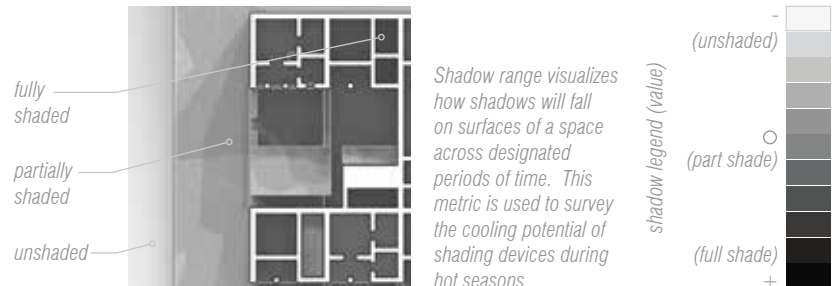 fully
shaded
partially
shaded
unshaded
Shadow range visualizes
how shadows will fall
on surfaces of a space
across designated
periods of time. This
metric is used to survey
the cooling potential of
shading devices during
hot seasons
shadow legend (value)
-
(unshaded)
(part shade)
(full shade)
+